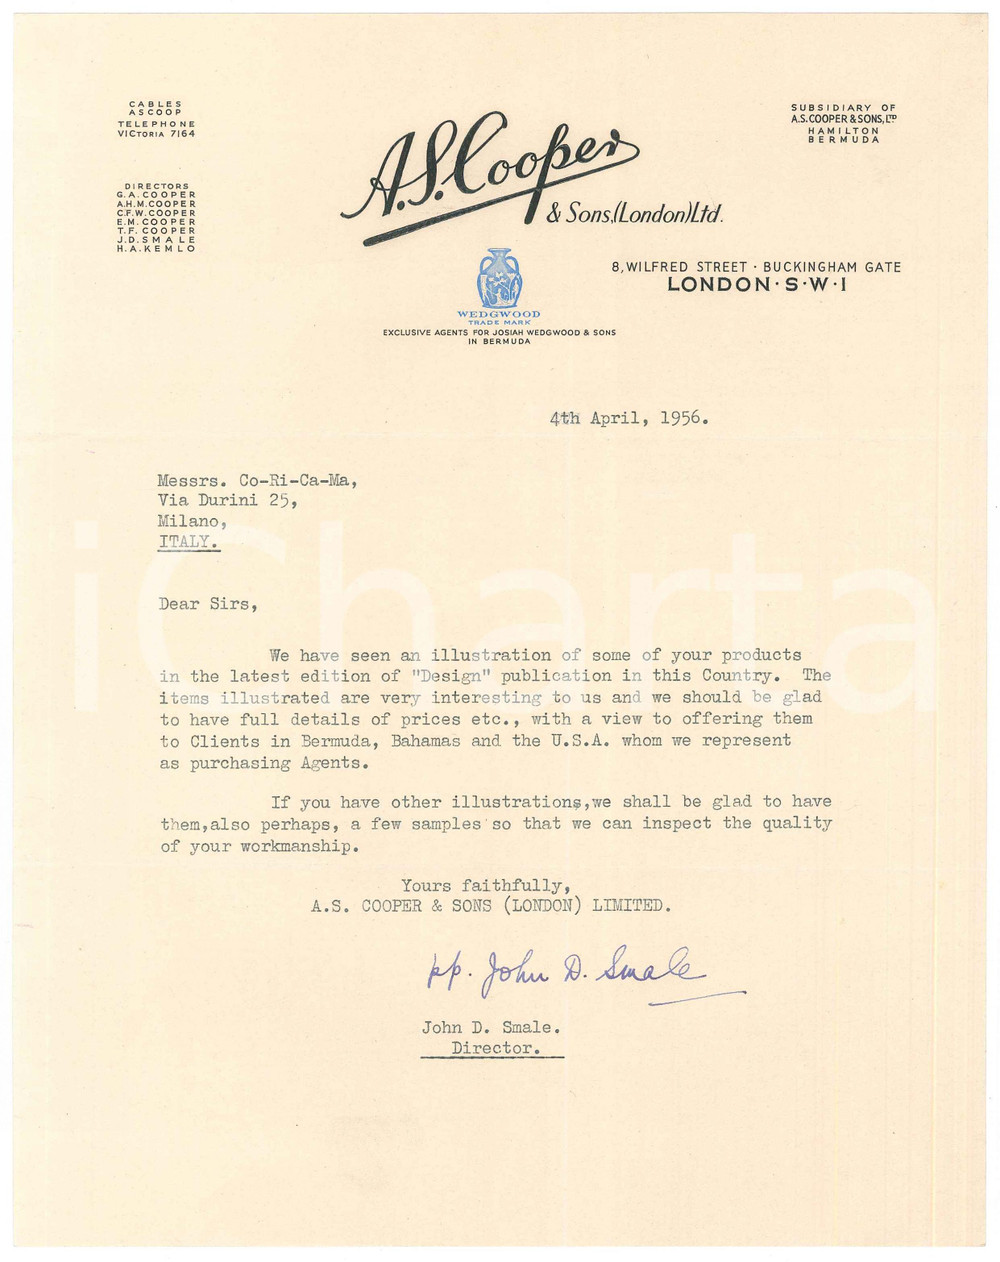 CABLES
ASCOOP
TELEPHONE
VICTORIA 7164
DIRECTORS
G.A. COOPER
A.H.M. COOPER
C.F.W. COOPER
E.M. COOPER
T.F. COOPER
J.D. SMALE
H.A. KEMLO
A.S. Cooper
& Sons,(London)Ltd.
SUBSIDIARY OF
A.S. COOPER & SONS, LTD
HAMILTON
BERMUDA
8, WILFRED STREET · BUCKINGHAM GATE
LONDON · S · W · I
WEDGWOOD
TRADE MARK
EXCLUSIVE AGENTS FOR JOSIAH WEDGWOOD & SONS
IN BERMUDA
4th April, 1956.
Messrs. Co-Ri-Ca-Ma,
Via Durini 25,
Milano,
ITALY.
iCharta
Dear Sirs,
We have seen an illustration of some of your products
in the latest edition of "Design" publication in this Country. The
items illustrated are very interesting to us and we should be glad
to have full details of prices etc., with a view to offering them
to Clients in Bermuda, Bahamas and the U.S.A. whom we represent
as purchasing Agents.
If you have other illustrations,we shall be glad to have
them,also perhaps, a few samples so that we can inspect the quality
of your workmanship.
Yours faithfully,
A.S. COOPER & SONS (LONDON) LIMITED.
pp. John D. Smale
John D. Smale.
Director.